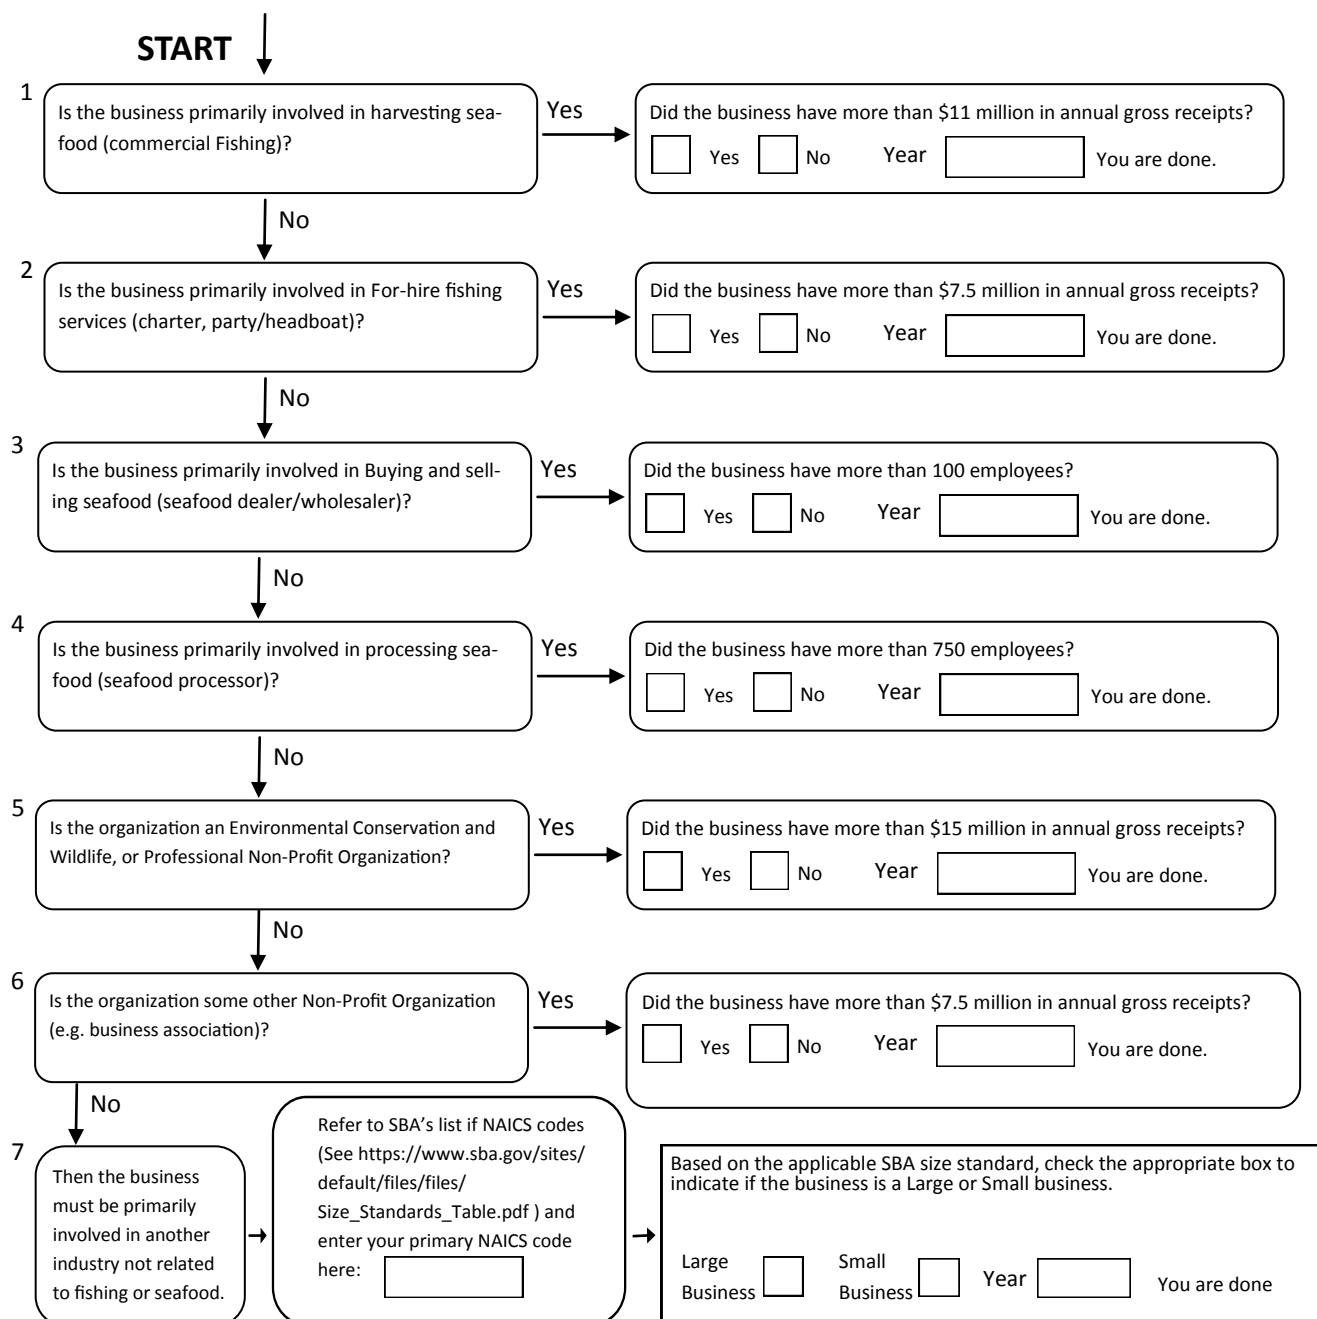 START
1
Is the business primarily involved in harvesting sea-
food (commercial Fishing)?
Yes
Did the business have more than $11 million in annual gross receipts?
Yes No Year You are done.
No
2
Is the business primarily involved in For-hire fishing
services (charter, party/headboat)?
Yes
Did the business have more than $7.5 million in annual gross receipts?
Yes No Year You are done.
No
3
Is the business primarily involved in Buying and sell-
ing seafood (seafood dealer/wholesaler)?
Yes
Did the business have more than 100 employees?
Yes No Year You are done.
No
4
Is the business primarily involved in processing sea-
food (seafood processor)?
Yes
Did the business have more than 750 employees?
Yes No Year You are done.
No
5
Is the organization an Environmental Conservation and
Wildlife, or Professional Non-Profit Organization?
Yes
Did the business have more than $15 million in annual gross receipts?
Yes No Year You are done.
No
6
Is the organization some other Non-Profit Organization
(e.g. business association)?
Yes
Did the business have more than $7.5 million in annual gross receipts?
Yes No Year You are done.
No
7
Then the business
must be primarily
involved in another
industry not related
to fishing or seafood.
Refer to SBA's list if NAICS codes
(See https://www.sba.gov/sites/
default/files/files/
Size_Standards_Table.pdf ) and
enter your primary NAICS code
here:
Based on the applicable SBA size standard, check the appropriate box to
indicate if the business is a Large or Small business.
Large
Business
Small
Business
Year
You are done